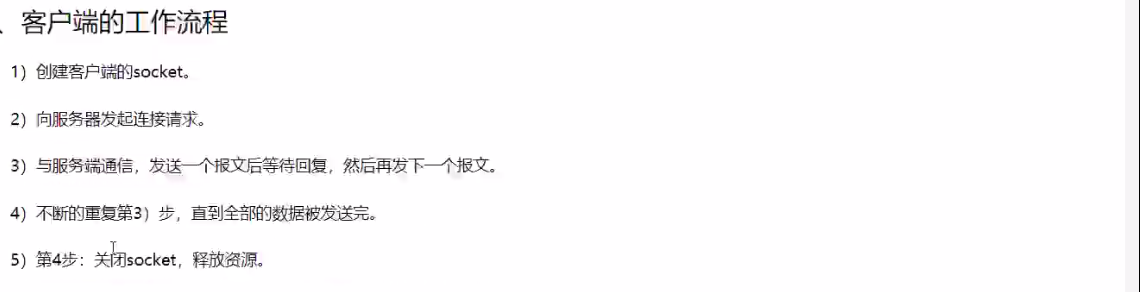 、客户端的工作流程
1）创建客户端的socket。
2）向服务器发起连接请求。
3）与服务端通信，发送一个报文后等待回复，然后再发下一个报文。
4）不断的重复第3）步，直到全部的数据被发送完。
5）第4步：关闭socket，释放资源。